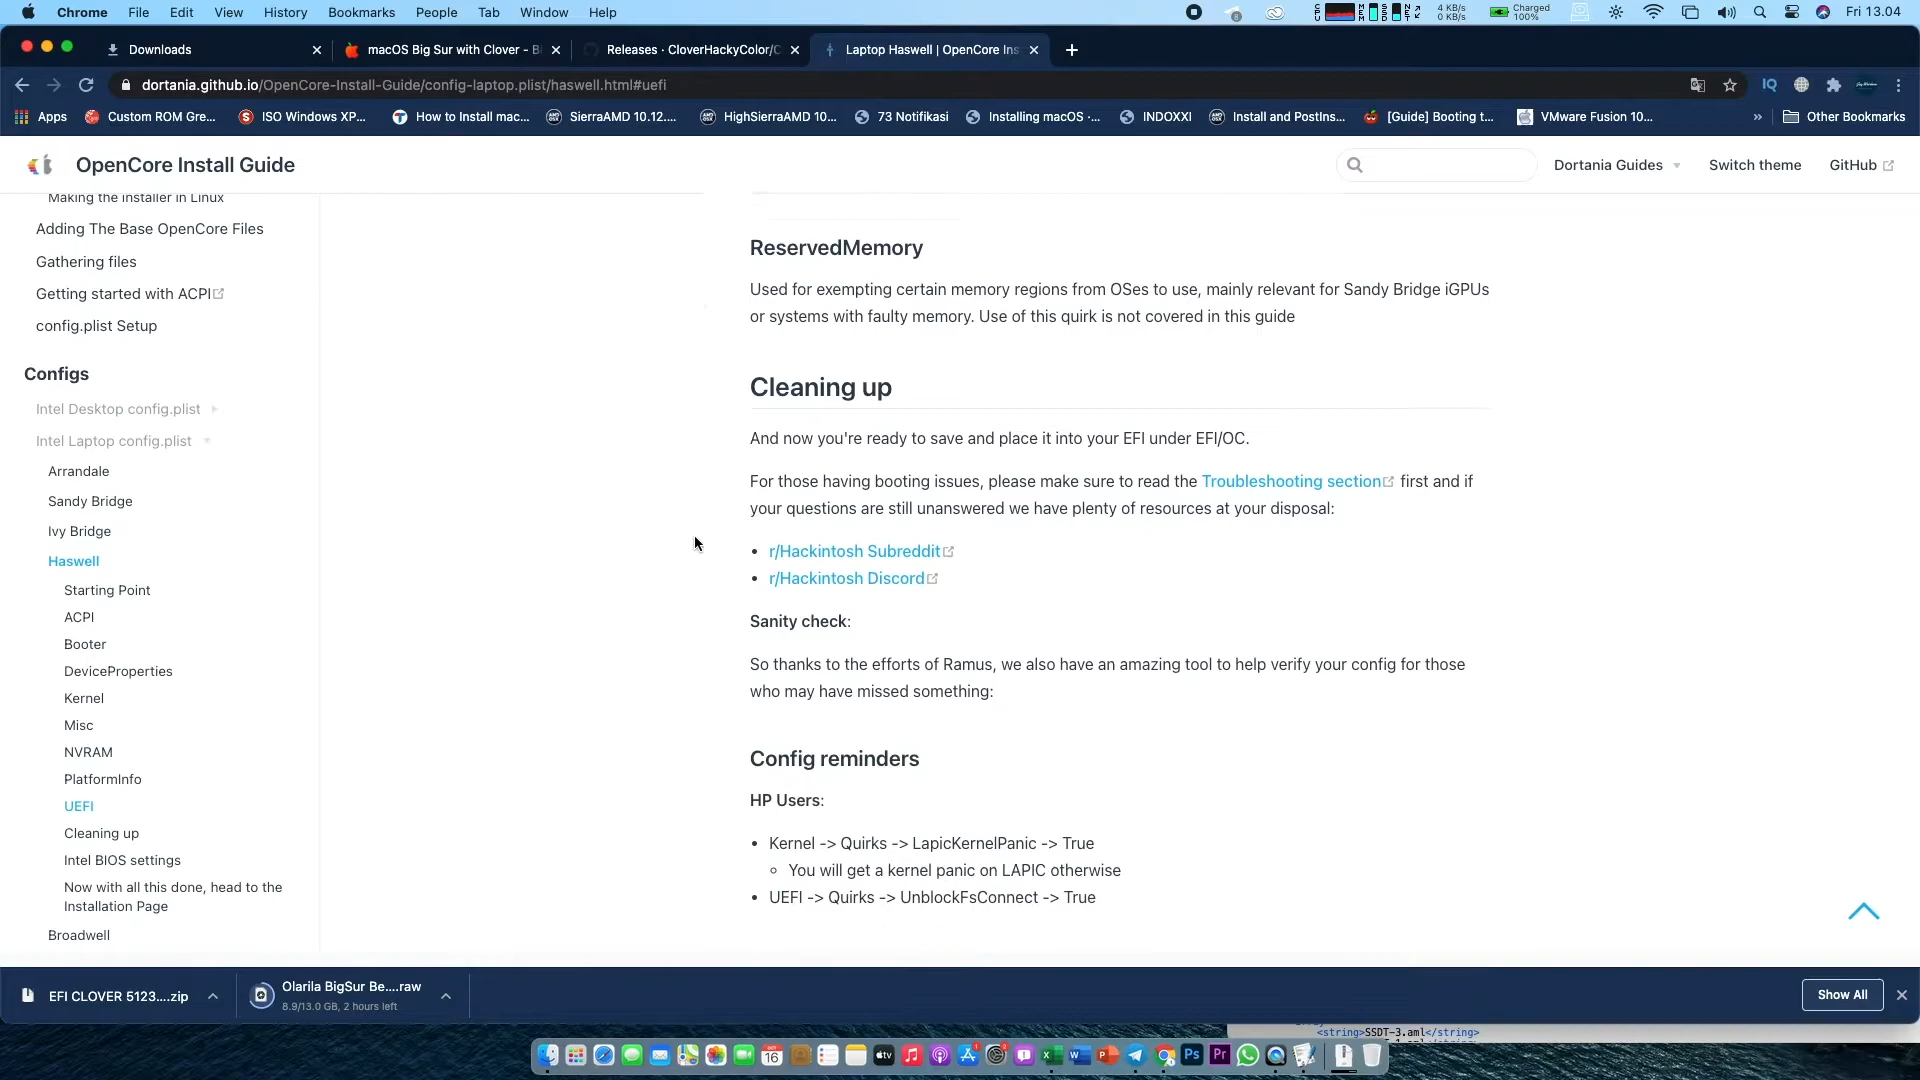 Chrome File Edit View History Bookmarks People Tab Window Help
4 KB/s
0 KB/s
Charged
100%
Fri 13.04
Downloads
macOS Big Sur with Clover - B
Releases · CloverHackyColor/C
Laptop Haswell | OpenCore Ins
dortania.github.io/OpenCore-Install-Guide/config-laptop.plist/haswell.html#uefi
Apps Custom ROM Gre... ISO Windows XP... How to Install mac... SierraAMD 10.12.... HighSierraAMD 10... 73 Notifikasi Installing macOS ·... INDOXXI Install and PostIns... [Guide] Booting t... VMware Fusion 10... » Other Bookmarks
OpenCore Install Guide
Dortania Guides Switch theme GitHub
Making the installer in Linux
Adding The Base OpenCore Files
Gathering files
Getting started with ACPI
config.plist Setup
Configs
Intel Desktop config.plist
Intel Laptop config.plist
Arrandale
Sandy Bridge
Ivy Bridge
Haswell
Starting Point
ACPI
Booter
DeviceProperties
Kernel
Misc
NVRAM
PlatformInfo
UEFI
Cleaning up
Intel BIOS settings
Now with all this done, head to the
Installation Page
Broadwell
ReservedMemory
Used for exempting certain memory regions from OSes to use, mainly relevant for Sandy Bridge iGPUs
or systems with faulty memory. Use of this quirk is not covered in this guide
Cleaning up
And now you're ready to save and place it into your EFI under EFI/OC.
For those having booting issues, please make sure to read the Troubleshooting section first and if
your questions are still unanswered we have plenty of resources at your disposal:
• r/Hackintosh Subreddit
• r/Hackintosh Discord
Sanity check:
So thanks to the efforts of Ramus, we also have an amazing tool to help verify your config for those
who may have missed something:
Config reminders
HP Users:
• Kernel -> Quirks -> LapicKernelPanic -> True
◦ You will get a kernel panic on LAPIC otherwise
• UEFI -> Quirks -> UnblockFsConnect -> True
EFI CLOVER 5123....zip
Olarila BigSur Be....raw
8.9/13.0 GB, 2 hours left
Show All
<string>SSDT-3.aml</string>